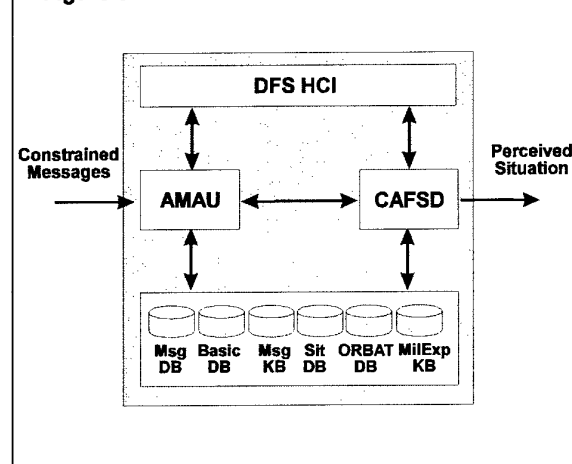 DFS HCI
Constrained
Messages
AMAU
CAFSD
Perceived
Situation
Msg Basic Msg Sit ORBAT MilExp
DB DB KB DB DB KB